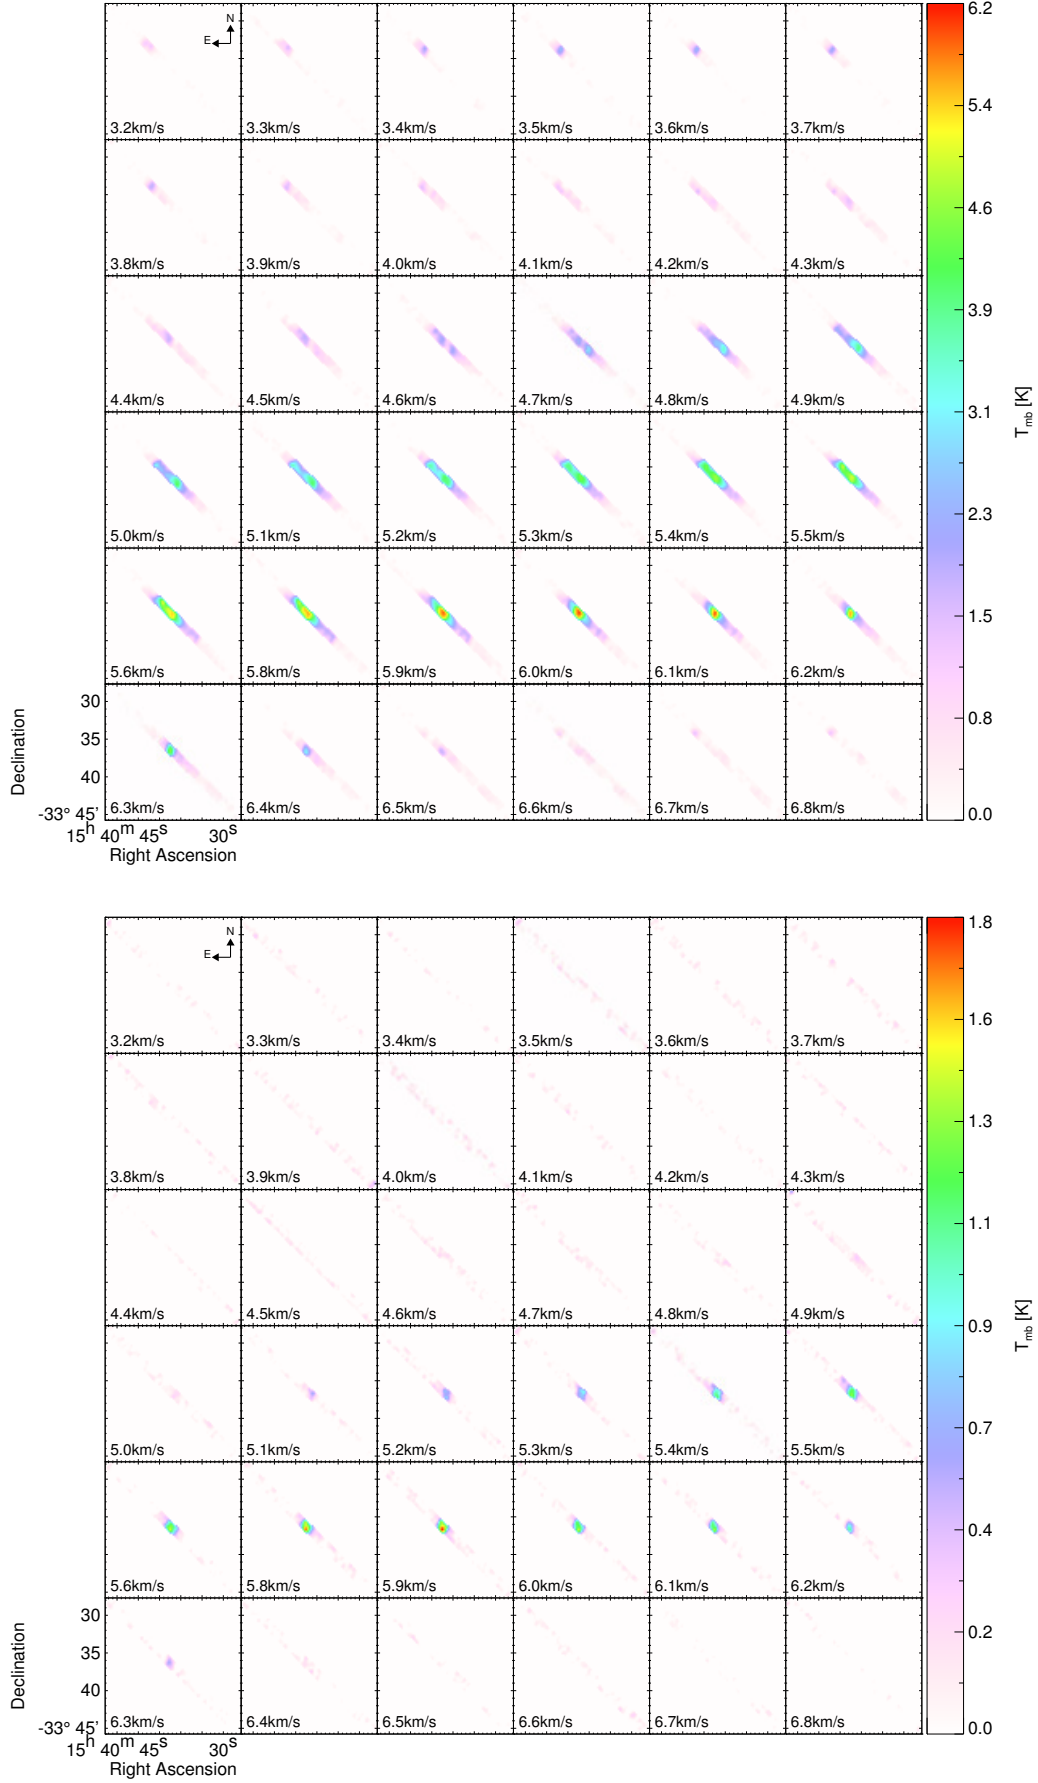 N
E
3.2km/s 3.3km/s 3.4km/s 3.5km/s 3.6km/s 3.7km/s
3.8km/s 3.9km/s 4.0km/s 4.1km/s 4.2km/s 4.3km/s
4.4km/s 4.5km/s 4.6km/s 4.7km/s 4.8km/s 4.9km/s
5.0km/s 5.1km/s 5.2km/s 5.3km/s 5.4km/s 5.5km/s
5.6km/s 5.8km/s 5.9km/s 6.0km/s 6.1km/s 6.2km/s
6.3km/s 6.4km/s 6.5km/s 6.6km/s 6.7km/s 6.8km/s
Declination
30
35
40
-33° 45'
15h 40m 45s 30s
Right Ascension
6.2
5.4
4.6
3.9
3.1
2.3
1.5
0.8
0.0
Tmb [K]
N
E
3.2km/s 3.3km/s 3.4km/s 3.5km/s 3.6km/s 3.7km/s
3.8km/s 3.9km/s 4.0km/s 4.1km/s 4.2km/s 4.3km/s
4.4km/s 4.5km/s 4.6km/s 4.7km/s 4.8km/s 4.9km/s
5.0km/s 5.1km/s 5.2km/s 5.3km/s 5.4km/s 5.5km/s
5.6km/s 5.8km/s 5.9km/s 6.0km/s 6.1km/s 6.2km/s
6.3km/s 6.4km/s 6.5km/s 6.6km/s 6.7km/s 6.8km/s
Declination
30
35
40
-33° 45'
15h 40m 45s 30s
Right Ascension
1.8
1.6
1.3
1.1
0.9
0.7
0.4
0.2
0.0
Tmb [K]